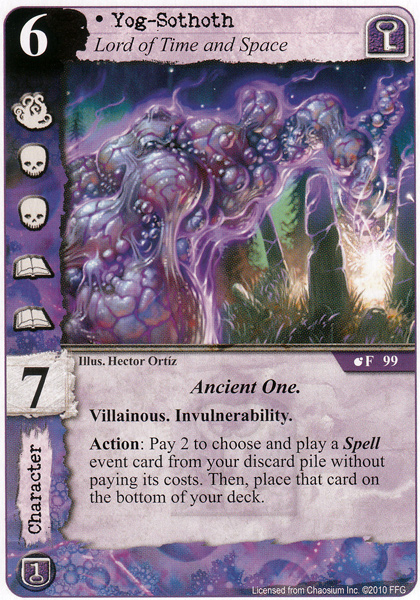 6
• Yog-Sothoth
Lord of Time and Space
Illus. Hector Ortíz
F 99
7
Ancient One.
Villainous. Invulnerability.
Action: Pay 2 to choose and play a Spell
event card from your discard pile without
paying its costs. Then, place that card on
the bottom of your deck.
Character
1
Licensed from Chaosium Inc. ©2010 FFG